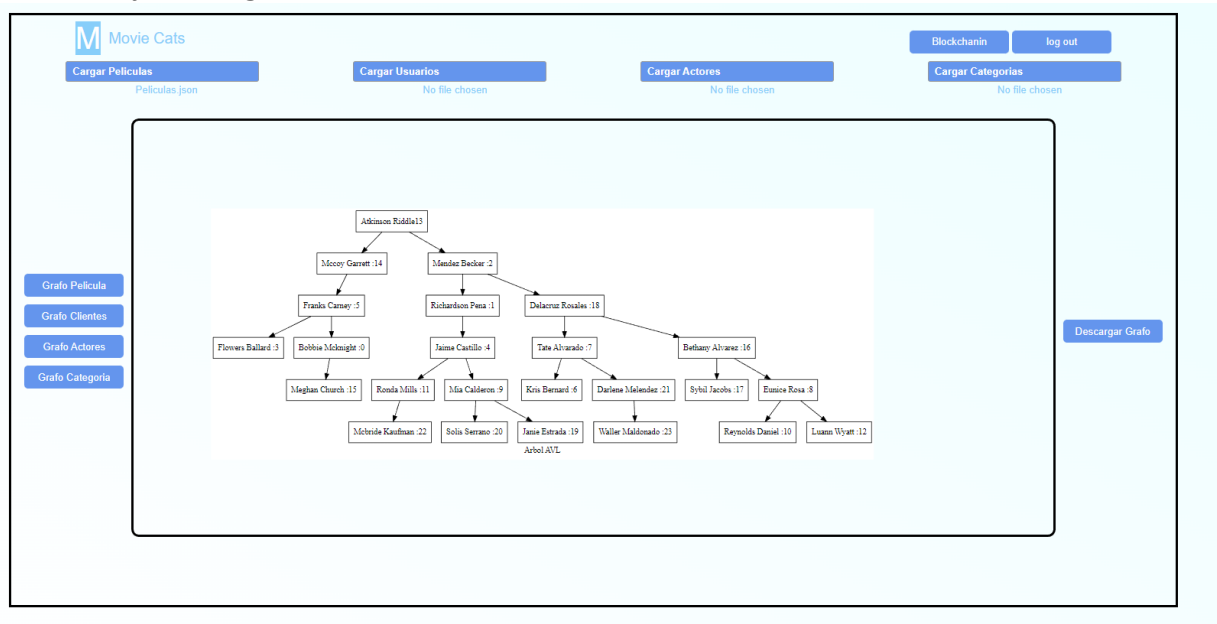 M Movie Cats
Blockchanin log out
Cargar Peliculas Cargar Usuarios Cargar Actores Cargar Categorias
Peliculas.json No file chosen No file chosen No file chosen
Atkinson Riddle13
Mccoy Garrett :14 Mendez Becker :2
Franks Carney :5 Richardson Pena :1 Delacruz Rosales :18
Flowers Ballard :3 Bobbie Mcknight :0 Jaime Castillo :4 Tate Alvarado :7 Bethany Alvarez :16
Meghan Church :15 Ronda Mills :11 Mia Calderon :9 Kris Bernard :6 Darlene Melendez :21 Sybil Jacobs :17 Eunice Rosa :8
Mcbride Kaufman :22 Solis Serrano :20 Janie Estrada :19 Waller Maldonado :23 Reynolds Daniel :10 Luann Wyatt :12
Arbol AVL
Grafo Pelicula
Grafo Clientes
Grafo Actores
Grafo Categoria
Descargar Grafo